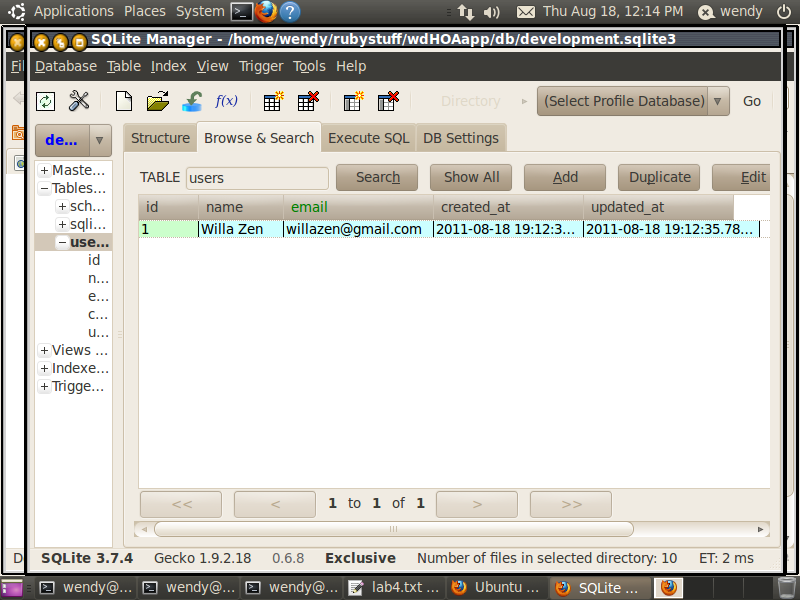 Applications Places System Thu Aug 18, 12:14 PM wendy
SQLite Manager - /home/wendy/rubystuff/wdHOAapp/db/development.sqlite3
Database Table Index View Trigger Tools Help
f(x) Directory (Select Profile Database) Go
de...
Structure Browse & Search Execute SQL DB Settings
Maste...
Tables...
sch...
sqli...
use...
id
n...
e...
c...
u...
Views ...
Indexe...
Trigge...
TABLE users Search Show All Add Duplicate Edit
id name email created_at updated_at
1 Willa Zen willazen@gmail.com 2011-08-18 19:12:3... 2011-08-18 19:12:35.78...
<< < 1 to 1 of 1 > >>
SQLite 3.7.4 Gecko 1.9.2.18 0.6.8 Exclusive Number of files in selected directory: 10 ET: 2 ms
wendy@... wendy@... wendy@... lab4.txt ... Ubuntu ... SQLite ...